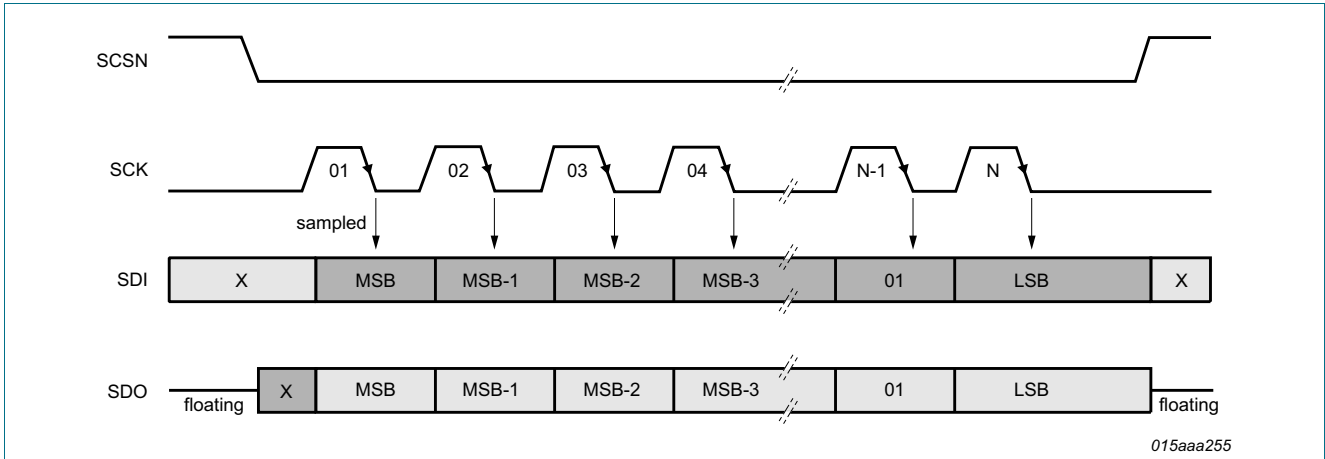 SCSN
SCK 01 02 03 04 N-1 N
sampled
SDI X MSB MSB-1 MSB-2 MSB-3 01 LSB X
SDO X MSB MSB-1 MSB-2 MSB-3 01 LSB
floating floating
015aaa255